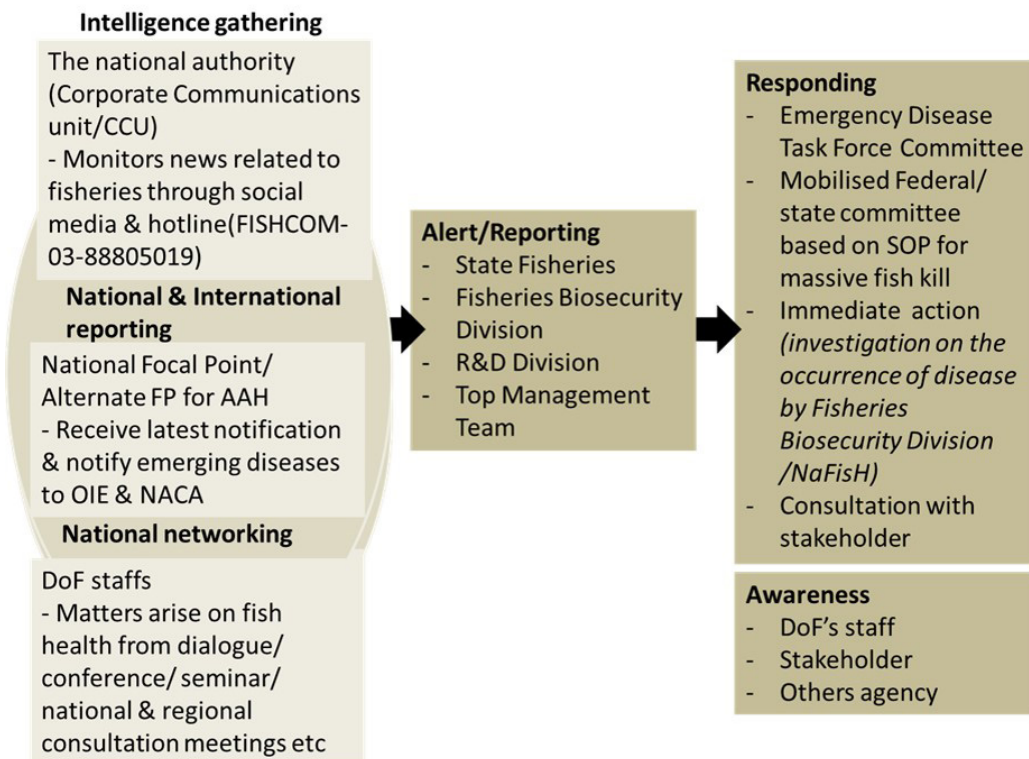 Intelligence gathering
The national authority
(Corporate Communications
unit/CCU)
- Monitors news related to
fisheries through social
media & hotline(FISHCOM-
03-88805019)
National & International
reporting
National Focal Point/
Alternate FP for AAH
- Receive latest notification
& notify emerging diseases
to OIE & NACA
National networking
DoF staffs
- Matters arise on fish
health from dialogue/
conference/ seminar/
national & regional
consultation meetings etc
Alert/Reporting
- State Fisheries
- Fisheries Biosecurity
Division
- R&D Division
- Top Management
Team
Responding
- Emergency Disease
Task Force Committee
- Mobilised Federal/
state committee
based on SOP for
massive fish kill
- Immediate action
(investigation on the
occurrence of disease
by Fisheries
Biosecurity Division
/NaFisH)
- Consultation with
stakeholder
Awareness
- DoF's staff
- Stakeholder
- Others agency